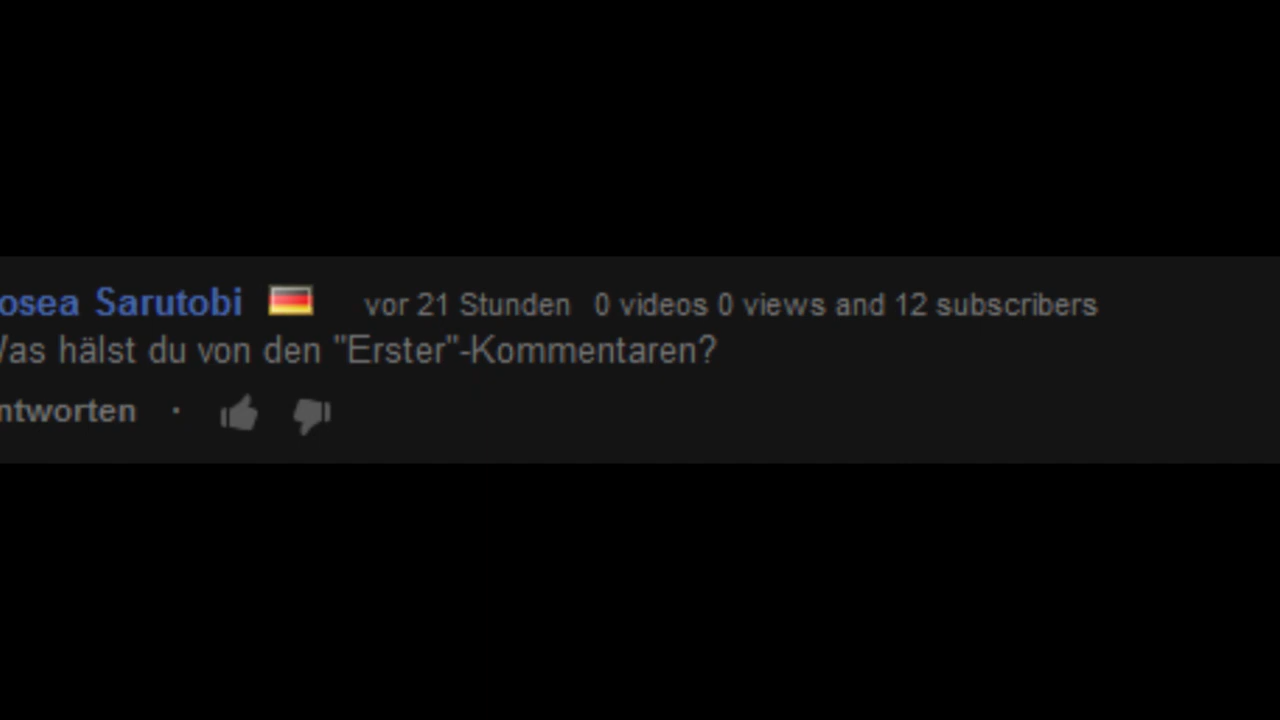 osea Sarutobi vor 21 Stunden 0 videos 0 views and 12 subscribers
Was hälst du von den "Erster"-Kommentaren?
ntworten ·